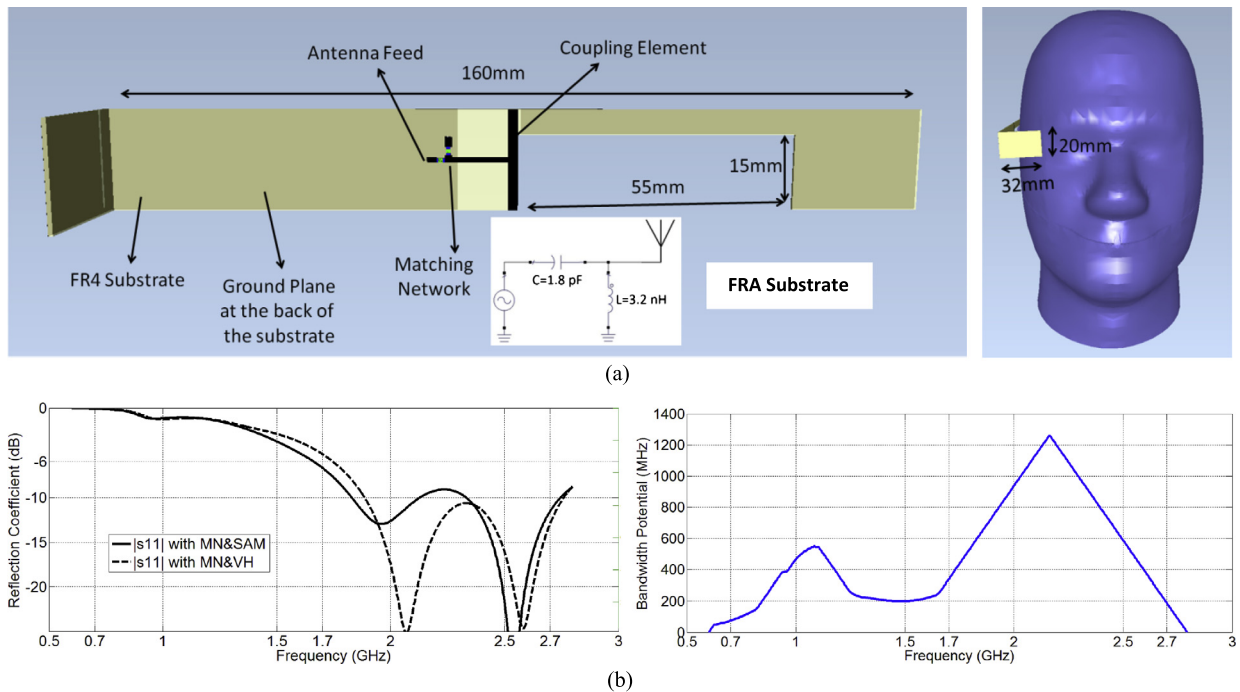 Antenna Feed
Coupling Element
160mm
15mm
55mm
20mm
32mm
FR4 Substrate
Ground Plane
at the back of
the substrate
Matching
Network
C=1.8 pF
L=3.2 nH
FRA Substrate
(a)
Reflection Coefficient (dB)
0
-6
-10
-15
-20
|s11| with MN&SAM
|s11| with MN&VH
0.5 0.7 1 1.5 1.7 2 2.5 2.7 3
Frequency (GHz)
Bandwidth Potential (MHz)
1400
1200
1000
800
600
400
200
0
0.5 0.7 1 1.5 1.7 2 2.5 2.7 3
Frequency (GHz)
(b)